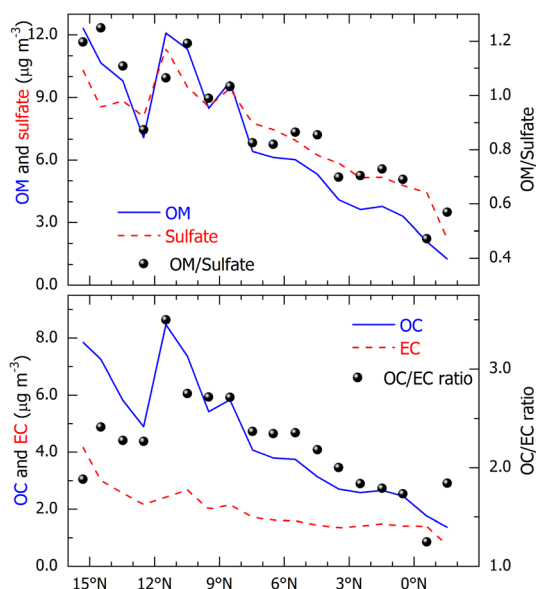 12.0
9.0
6.0
3.0
0.0
OM and sulfate (μg m-3)
1.2
1.0
0.8
0.6
0.4
OM/Sulfate
OM
Sulfate
OM/Sulfate
8.0
6.0
4.0
2.0
0.0
OC and EC (μg m-3)
3.0
2.0
1.0
OC/EC ratio
OC
EC
OC/EC ratio
15°N 12°N 9°N 6°N 3°N 0°N